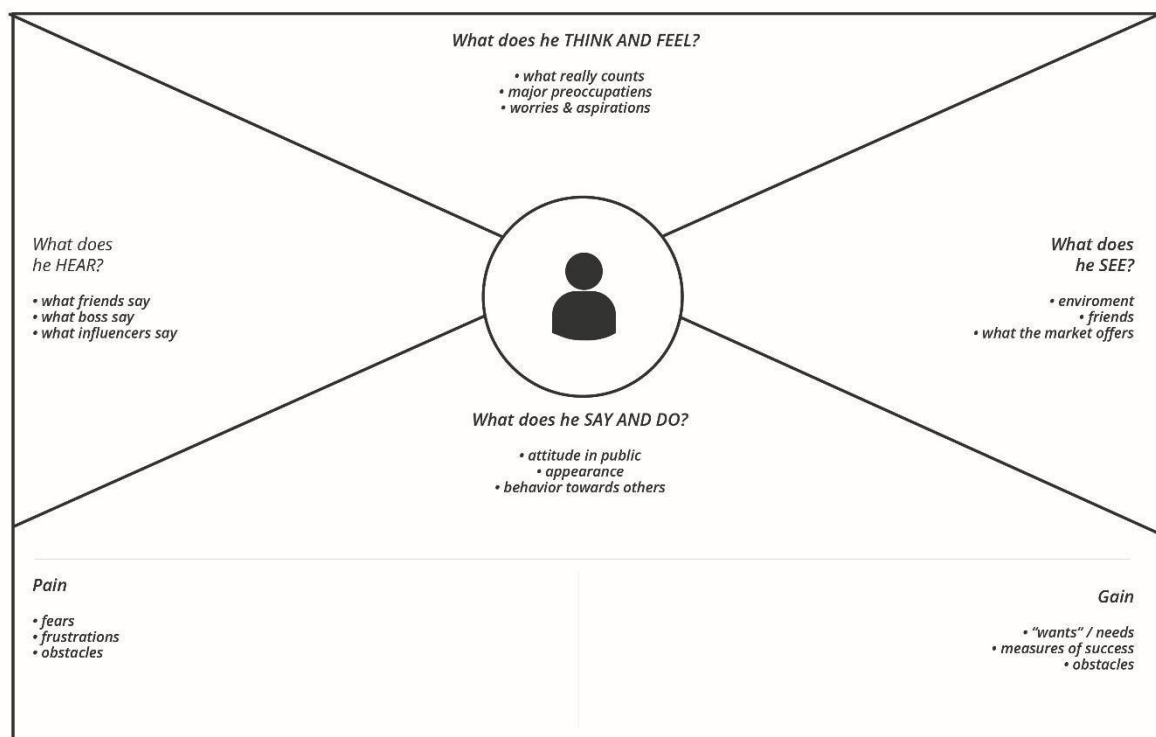 What does he THINK AND FEEL?
• what really counts
• major preoccupatiens
• worries & aspirations
What does
he HEAR?
• what friends say
• what boss say
• what influencers say
What does
he SEE?
• enviroment
• friends
• what the market offers
What does he SAY AND DO?
• attitude in public
• appearance
• behavior towards others
Pain
• fears
• frustrations
• obstacles
Gain
• “wants” / needs
• measures of success
• obstacles